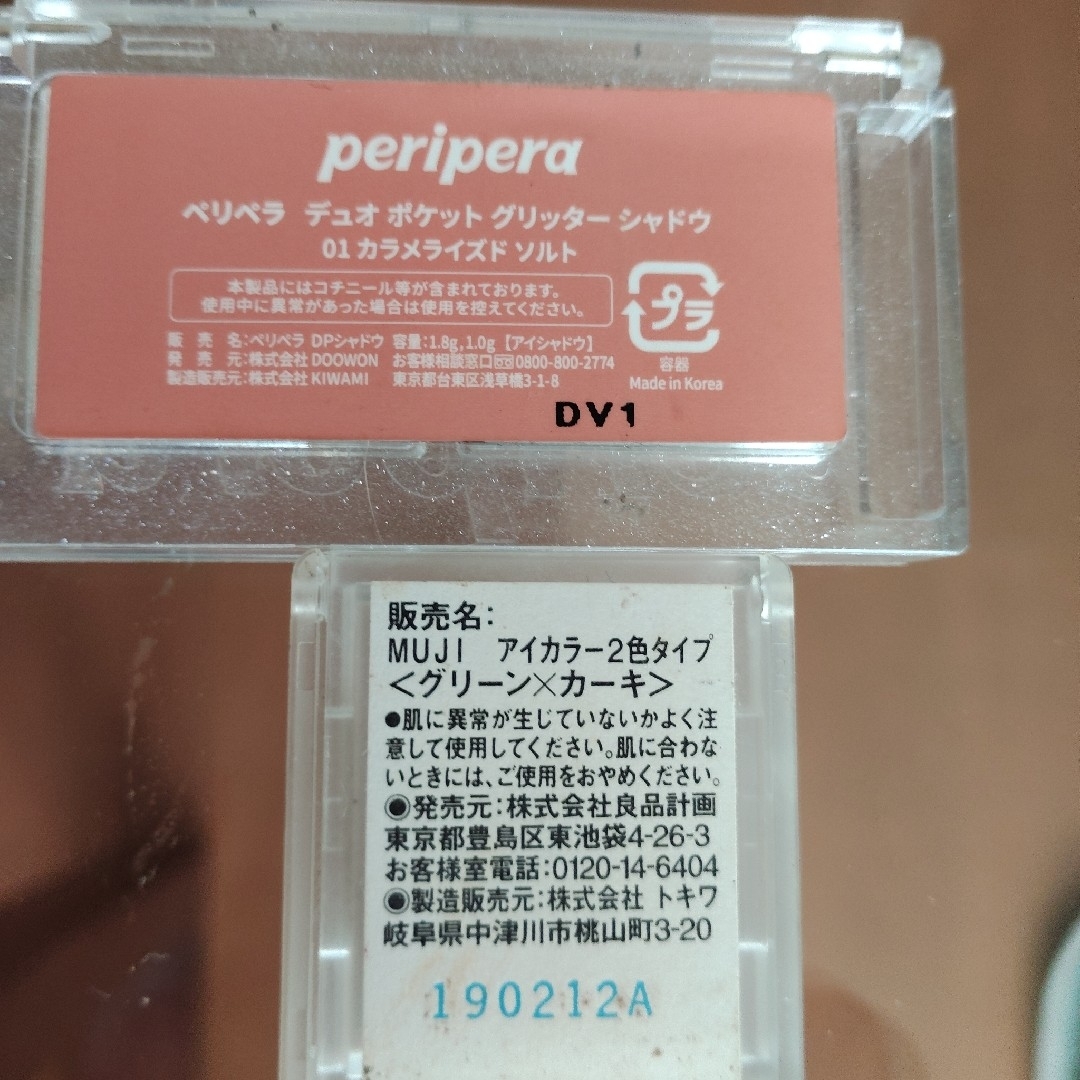 peripera
ペリペラ デュオ ポケット グリッター シャドウ
01 カラメライズド ソルト
本製品にはコチニール等が含まれております。
使用中に異常があった場合は使用を控えてください。
プラ
容器
Made in Korea
販 売 名:ペリペラ DPシャドウ 容量:1.8g,1.0g【アイシャドウ】
発 売 元:株式会社 DOOWON お客様相談窓口 0800-800-2774
製造販売元:株式会社 KIWAMI 東京都台東区浅草橋3-1-8
DV1
販売名:
MUJI アイカラー2色タイプ
<グリーン×カーキ>
●肌に異常が生じていないかよく注
意して使用してください。肌に合わな
いときには、ご使用をおやめください。
◉発売元:株式会社良品計画
東京都豊島区東池袋4-26-3
お客様室電話:0120-14-6404
◉製造販売元:株式会社 トキワ
岐阜県中津川市桃山町3-20
190212A